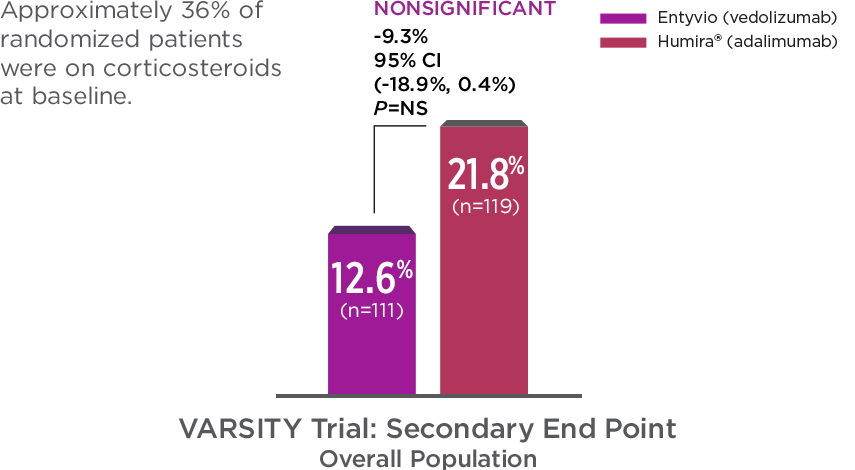 Approximately 36% of
randomized patients
were on corticosteroids
at baseline.
NONSIGNIFICANT
-9.3%
95% CI
(-18.9%, 0.4%)
P=NS
Entyvio (vedolizumab)
Humira® (adalimumab)
12.6%
(n=111)
21.8%
(n=119)
VARSITY Trial: Secondary End Point
Overall Population